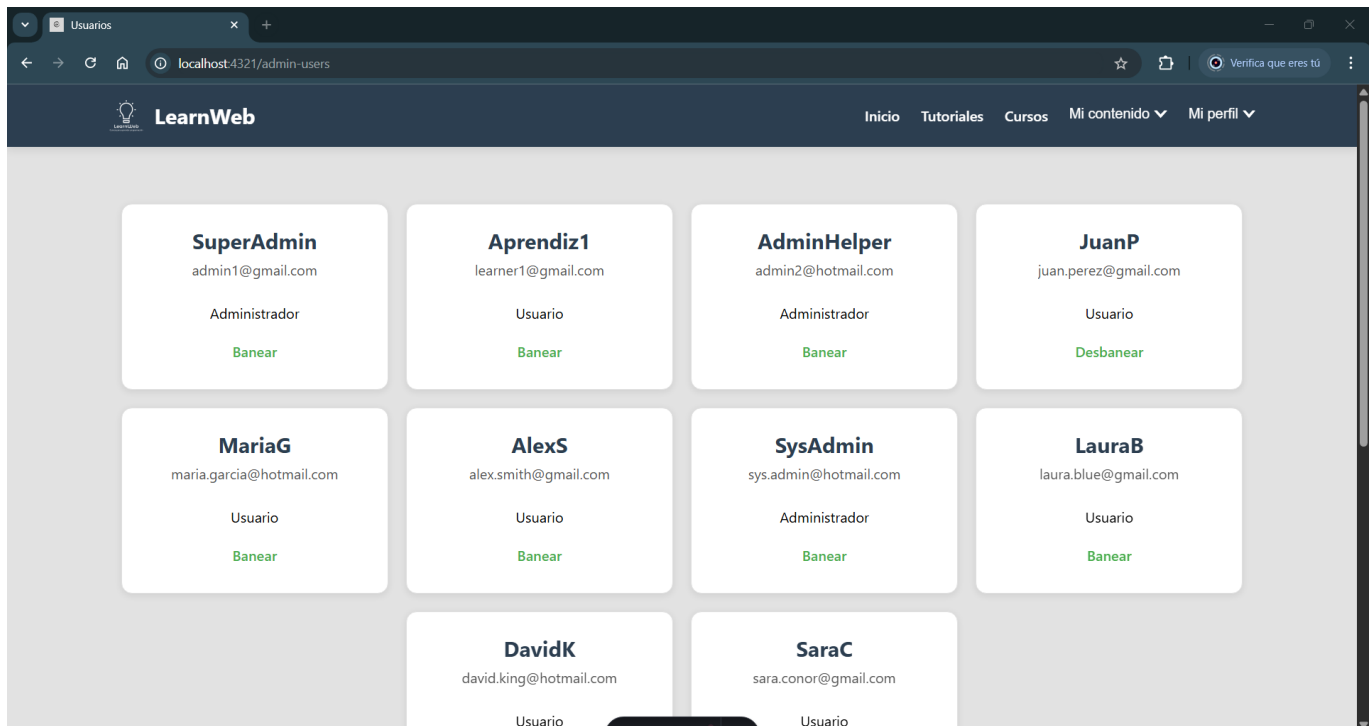 Usuarios
localhost:4321/admin-users
Verifica que eres tú
LearnWeb
Inicio Tutoriales Cursos Mi contenido Mi perfil
SuperAdmin
admin1@gmail.com
Administrador
Banear
Aprendiz1
learner1@gmail.com
Usuario
Banear
AdminHelper
admin2@hotmail.com
Administrador
Banear
JuanP
juan.perez@gmail.com
Usuario
Desbanear
MariaG
maria.garcia@hotmail.com
Usuario
Banear
AlexS
alex.smith@gmail.com
Usuario
Banear
SysAdmin
sys.admin@hotmail.com
Administrador
Banear
LauraB
laura.blue@gmail.com
Usuario
Banear
DavidK
david.king@hotmail.com
Usuario
SaraC
sara.conor@gmail.com
Usuario